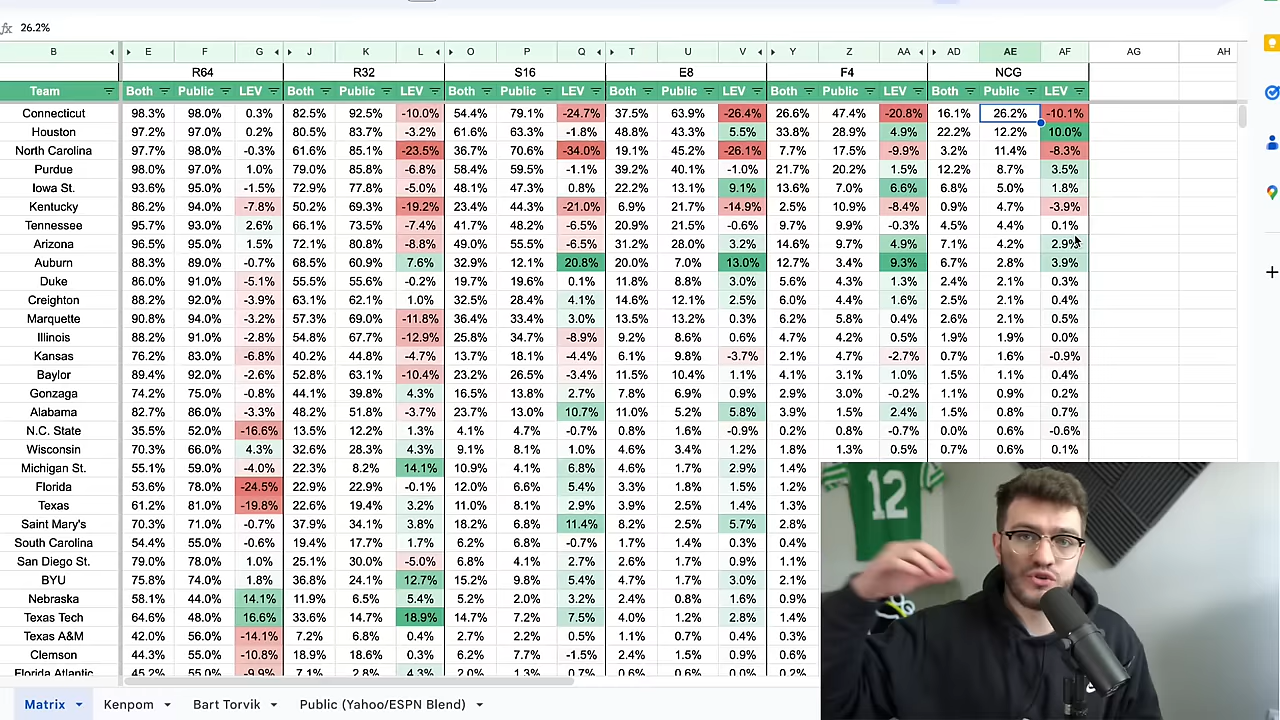 fx 26.2%
B E F G J K L O P Q T U V Y Z AA AD AE AF AG AH
R64 R32 S16 E8 F4 NCG
Team Both Public LEV Both Public LEV Both Public LEV Both Public LEV Both Public LEV Both Public LEV
Connecticut 98.3% 98.0% 0.3% 82.5% 92.5% -10.0% 54.4% 79.1% -24.7% 37.5% 63.9% -26.4% 26.6% 47.4% -20.8% 16.1% 26.2% -10.1%
Houston 97.2% 97.0% 0.2% 80.5% 83.7% -3.2% 61.6% 63.3% -1.8% 48.8% 43.3% 5.5% 33.8% 28.9% 4.9% 22.2% 12.2% 10.0%
North Carolina 97.7% 98.0% -0.3% 61.6% 85.1% -23.5% 36.7% 70.6% -34.0% 19.1% 45.2% -26.1% 7.7% 17.5% -9.9% 3.2% 11.4% -8.3%
Purdue 98.0% 97.0% 1.0% 79.0% 85.8% -6.8% 58.4% 59.5% -1.1% 39.2% 40.1% -1.0% 21.7% 20.2% 1.5% 12.2% 8.7% 3.5%
Iowa St. 93.6% 95.0% -1.5% 72.9% 77.8% -5.0% 48.1% 47.3% 0.8% 22.2% 13.1% 9.1% 13.6% 7.0% 6.6% 6.8% 5.0% 1.8%
Kentucky 86.2% 94.0% -7.8% 50.2% 69.3% -19.2% 23.4% 44.3% -21.0% 6.9% 21.7% -14.9% 2.5% 10.9% -8.4% 0.9% 4.7% -3.9%
Tennessee 95.7% 93.0% 2.6% 66.1% 73.5% -7.4% 41.7% 48.2% -6.5% 20.9% 21.5% -0.6% 9.7% 9.9% -0.3% 4.5% 4.4% 0.1%
Arizona 96.5% 95.0% 1.5% 72.1% 80.8% -8.8% 49.0% 55.5% -6.5% 31.2% 28.0% 3.2% 14.6% 9.7% 4.9% 7.1% 4.2% 2.9%
Auburn 88.3% 89.0% -0.7% 68.5% 60.9% 7.6% 32.9% 12.1% 20.8% 20.0% 7.0% 13.0% 12.7% 3.4% 9.3% 6.7% 2.8% 3.9%
Duke 86.0% 91.0% -5.1% 55.5% 55.6% -0.2% 19.7% 19.6% 0.1% 11.8% 8.8% 3.0% 5.6% 4.3% 1.3% 2.4% 2.1% 0.3%
Creighton 88.2% 92.0% -3.9% 63.1% 62.1% 1.0% 32.5% 28.4% 4.1% 14.6% 12.1% 2.5% 6.0% 4.4% 1.6% 2.5% 2.1% 0.4%
Marquette 90.8% 94.0% -3.2% 57.3% 69.0% -11.8% 36.4% 33.4% 3.0% 13.5% 13.2% 0.3% 6.2% 5.8% 0.4% 2.6% 2.1% 0.5%
Illinois 88.2% 91.0% -2.8% 54.8% 67.7% -12.9% 25.8% 34.7% -8.9% 9.2% 8.6% 0.6% 4.7% 4.2% 0.5% 1.9% 1.9% 0.0%
Kansas 76.2% 83.0% -6.8% 40.2% 44.8% -4.7% 13.7% 18.1% -4.4% 6.1% 9.8% -3.7% 2.1% 4.7% -2.7% 0.7% 1.6% -0.9%
Baylor 89.4% 92.0% -2.6% 52.8% 63.1% -10.4% 23.2% 26.5% -3.4% 11.5% 10.4% 1.1% 4.1% 3.1% 1.0% 1.5% 1.1% 0.4%
Gonzaga 74.2% 75.0% -0.8% 44.1% 39.8% 4.3% 16.5% 13.8% 2.7% 7.8% 6.9% 0.9% 2.9% 3.0% -0.2% 1.1% 0.9% 0.2%
Alabama 82.7% 86.0% -3.3% 48.2% 51.8% -3.7% 23.7% 13.0% 10.7% 11.0% 5.2% 5.8% 3.9% 1.5% 2.4% 1.5% 0.8% 0.7%
N.C. State 35.5% 52.0% -16.6% 13.5% 12.2% 1.3% 4.1% 4.7% -0.7% 0.8% 1.6% -0.9% 0.2% 0.8% -0.7% 0.0% 0.6% -0.6%
Wisconsin 70.3% 66.0% 4.3% 32.6% 28.3% 4.3% 9.1% 8.1% 1.0% 4.6% 3.4% 1.2% 1.8% 1.3% 0.5% 0.7% 0.6% 0.1%
Michigan St. 55.1% 59.0% -4.0% 22.3% 8.2% 14.1% 10.9% 4.1% 6.8% 4.6% 1.7% 2.9% 1.4%
Florida 53.6% 78.0% -24.5% 22.9% 22.9% -0.1% 12.0% 6.6% 5.4% 3.3% 1.8% 1.5% 1.2%
Texas 61.2% 81.0% -19.8% 22.6% 19.4% 3.2% 11.0% 8.1% 2.9% 2.9% 1.5% 1.4% 1.2%
Saint Mary's 70.3% 71.0% -0.7% 37.9% 34.1% 3.8% 18.2% 6.8% 11.4% 8.2% 2.5% 5.7% 2.8%
South Carolina 54.4% 55.0% -0.6% 19.4% 17.7% 1.7% 6.2% 6.8% -0.7% 1.7% 1.4% 0.3% 0.4%
San Diego St. 79.0% 78.0% 1.0% 25.1% -5.0% 6.8% 4.1% 2.7% 2.6% 1.7% 0.9% 1.1%
BYU 75.8% 74.0% 1.8% 36.8% 24.1% 12.7% 15.2% 9.8% 5.4% 4.7% 1.7% 3.0% 2.1%
Nebraska 58.1% 44.0% 14.1% 11.9% 6.5% 5.4% 5.2% 2.0% 3.2% 2.4% 0.8% 1.6% 0.9%
Texas Tech 64.6% 48.0% 16.6% 33.6% 14.7% 18.9% 14.7% 7.2% 7.5% 4.0% 1.2% 2.8% 1.4%
Texas A&M 42.0% 56.0% -14.1% 7.2% 6.8% 0.4% 2.7% 2.2% 0.5% 1.1% 0.7% 0.4% 0.3%
Clemson 44.3% 55.0% -10.8% 18.9% 18.6% 0.3% 6.2% 7.7% -1.5% 2.4% 1.5% 0.9% 0.6%
Florida Atlantic 45.2% 55.0% -9.9% 7.1% 2.8% 4.3% 2.0% 1.3% 0.7% 0.6% 0.6% 0.0% 0.2%
12
Matrix Kenpom Bart Torvik Public (Yahoo/ESPN Blend)